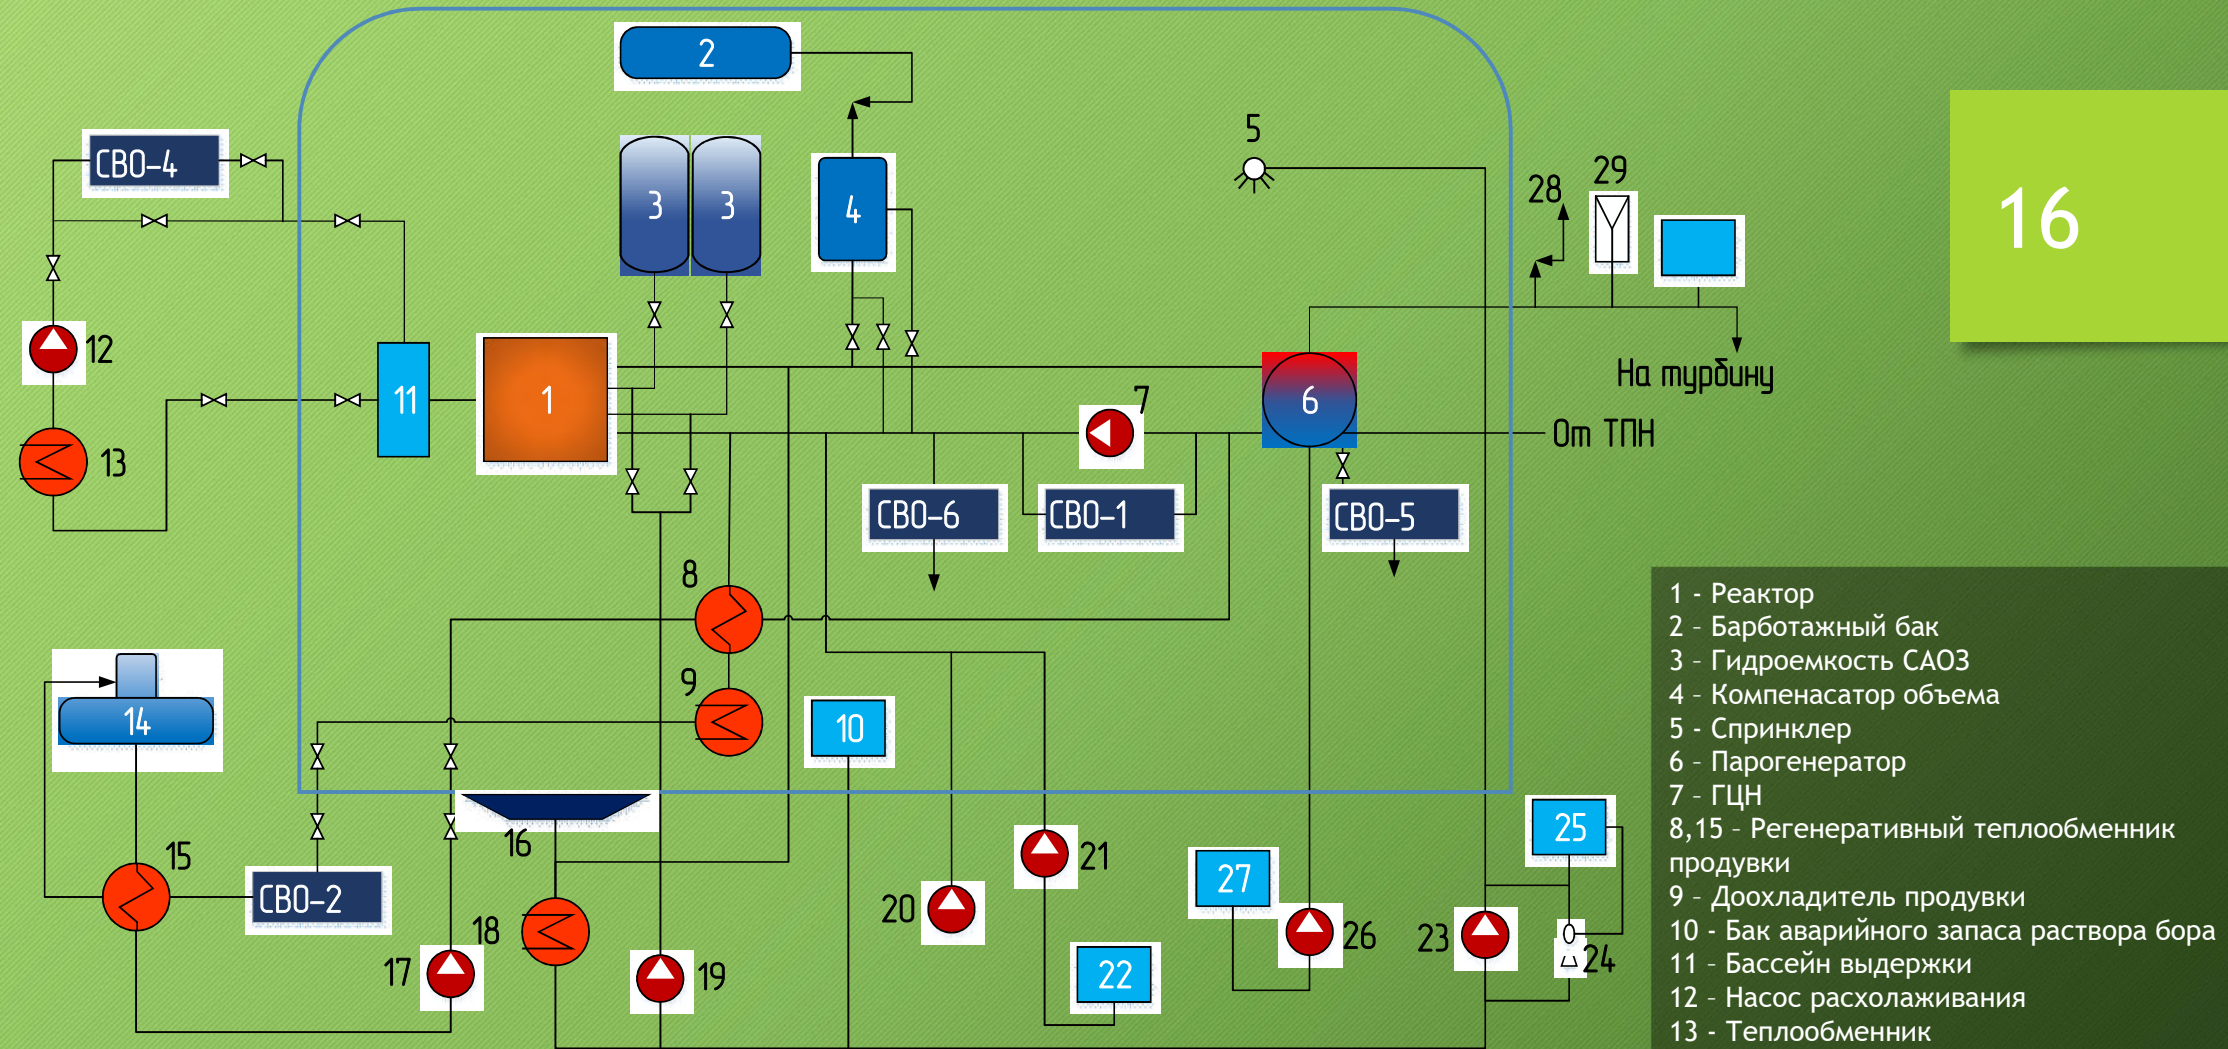 2
5
СВО-4
29
28
3
3
4
16
12
На турбину
11
1
7
6
От ТПН
13
СВО-6
СВО-1
СВО-5
8
1 - Реактор
2 – Барботажный бак
3 – Гидроемкость САОЗ
4 – Компенасатор объема
5 - Спринклер
6 – Парогенератор
7 – ГЦН
8,15 – Регенеративный теплообменник
продувки
9 – Доохладитель продувки
10 - Бак аварийного запаса раствора бора
11 – Бассейн выдержки
12 – Насос расхолаживания
13 - Теплообменник
9
14
10
16
25
15
21
27
СВО-2
20
18
26
23
24
17
19
22